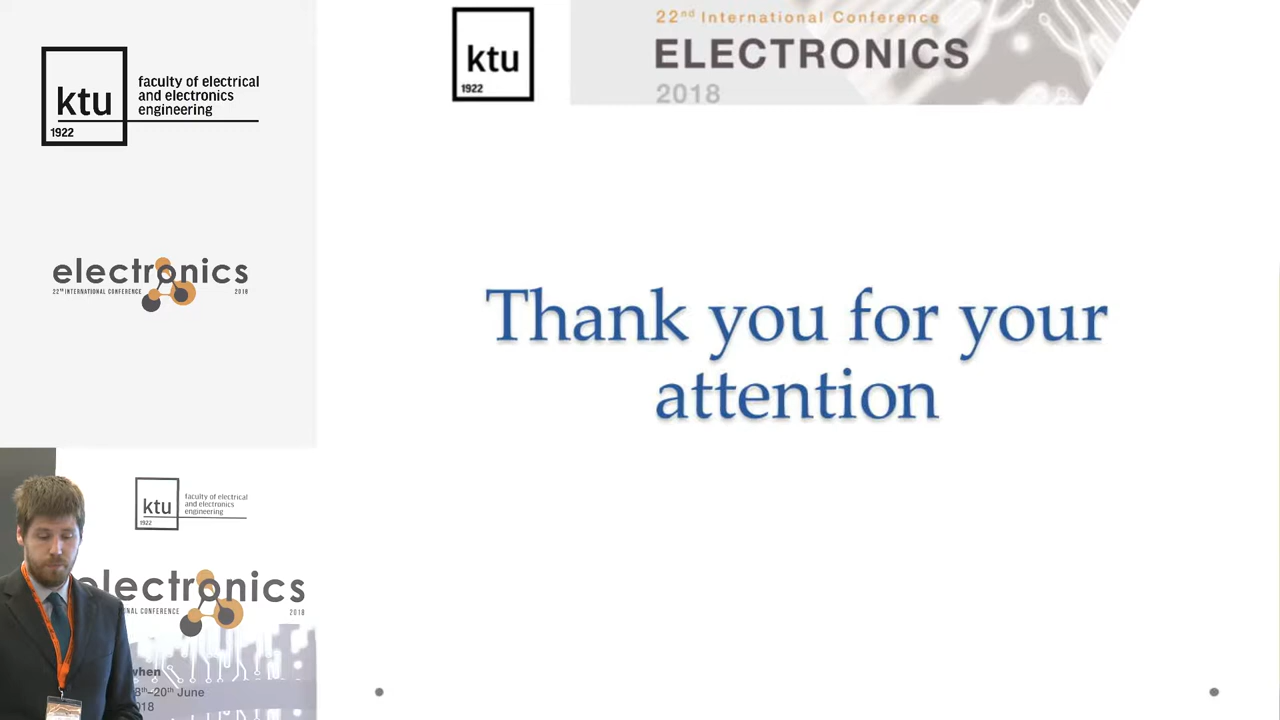 ktu
1922
faculty of electrical
and electronics
engineering
electronics
22ND INTERNATIONAL CONFERENCE 2018
ktu
1922
22nd International Conference
ELECTRONICS
2018
Thank you for your
attention
ktu
1922
faculty of electrical
and electronics
engineering
electronics
NAL CONFERENCE 2018
when
8th–20th June
018